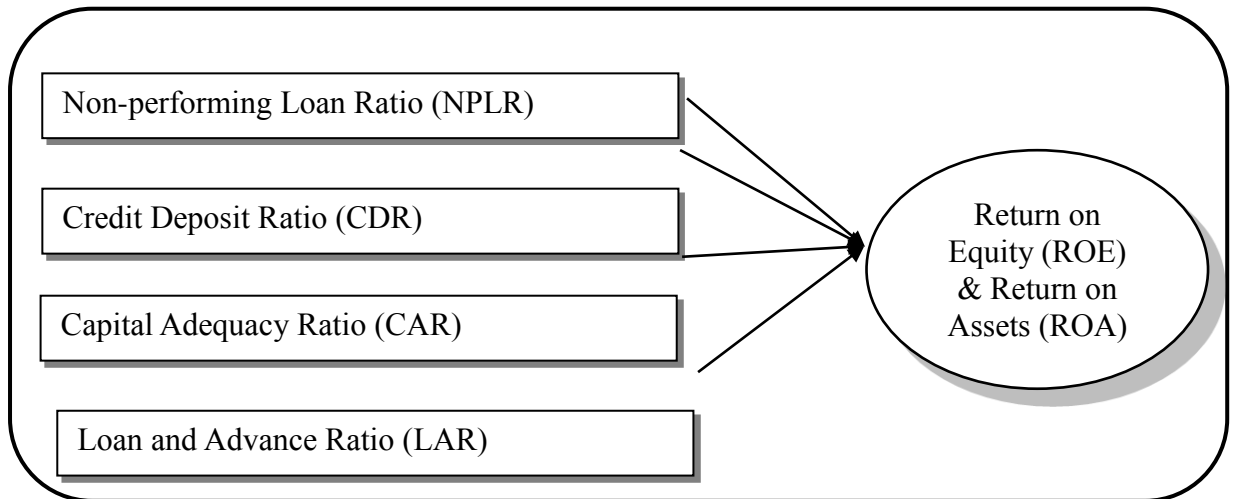 Non-performing Loan Ratio (NPLR)
Credit Deposit Ratio (CDR)
Capital Adequacy Ratio (CAR)
Loan and Advance Ratio (LAR)
Return on
Equity (ROE)
& Return on
Assets (ROA)